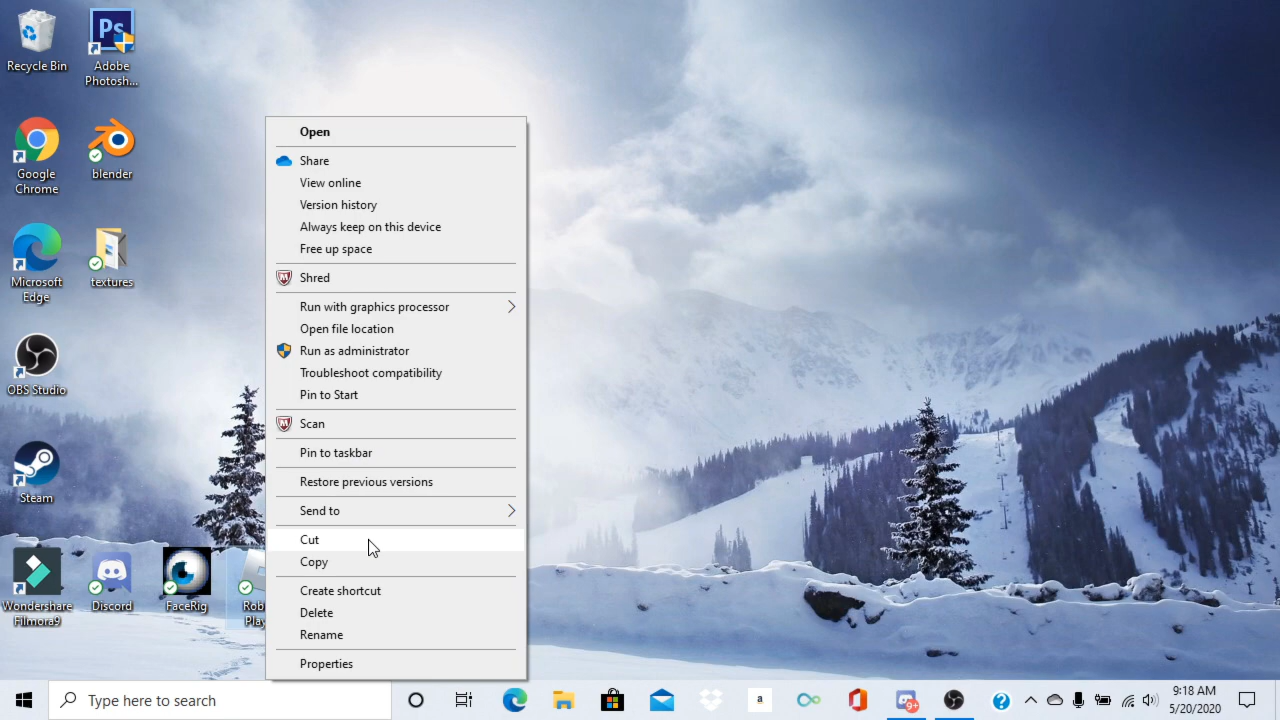 Recycle Bin
Ps
Adobe
Photosh...
Google
Chrome
blender
Microsoft
Edge
textures
OBS Studio
Steam
Wondershare
Filmora9
Discord
FaceRig
Rob
Play
Open
Share
View online
Version history
Always keep on this device
Free up space
Shred
Run with graphics processor
Open file location
Run as administrator
Troubleshoot compatibility
Pin to Start
Scan
Pin to taskbar
Restore previous versions
Send to
Cut
Copy
Create shortcut
Delete
Rename
Properties
Type here to search
a
9+
?
9:18 AM
5/20/2020